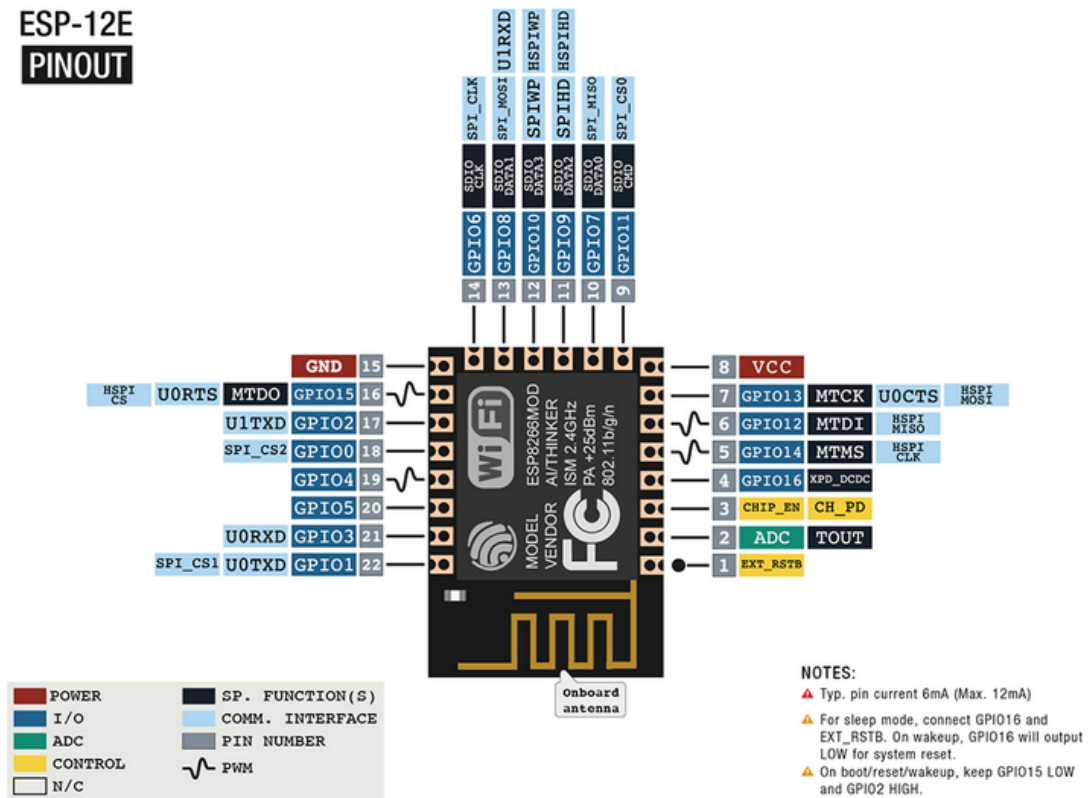 ESP-12E
PINOUT
U1RXD HSPIWP HSPIHD
SPI_CLK SPI_MOSI SPIWP SPIHD SPI_MISO SPI_CS0
SDIO CLK SDIO DATA1 SDIO DATA3 SDIO DATA2 SDIO DATA0 SDIO CMD
GPIO6 GPIO8 GPIO10 GPIO9 GPIO7 GPIO11
14 13 12 11 10 9
GND 15
HSPI CS U0RTS MTDO GPIO15 16
U1TXD GPIO2 17
SPI_CS2 GPIO0 18
GPIO4 19
GPIO5 20
U0RXD GPIO3 21
SPI_CS1 U0TXD GPIO1 22
WiFi
ESP8266MOD
AI/THINKER
ISM 2.4GHz
PA +25dBm
802.11b/g/n
MODEL
VENDOR
FC
8 VCC
7 GPIO13 MTCK U0CTS HSPI MOSI
6 GPIO12 MTDI HSPI MISO
5 GPIO14 MTMS HSPI CLK
4 GPIO16 XPD_DCDC
3 CHIP_EN CH_PD
2 ADC TOUT
1 EXT_RSTB
Onboard
antenna
POWER
I/O
ADC
CONTROL
N/C
SP. FUNCTION(S)
COMM. INTERFACE
PIN NUMBER
PWM
NOTES:
Typ. pin current 6mA (Max. 12mA)
For sleep mode, connect GPIO16 and
EXT_RSTB. On wakeup, GPIO16 will output
LOW for system reset.
On boot/reset/wakeup, keep GPIO15 LOW
and GPIO2 HIGH.